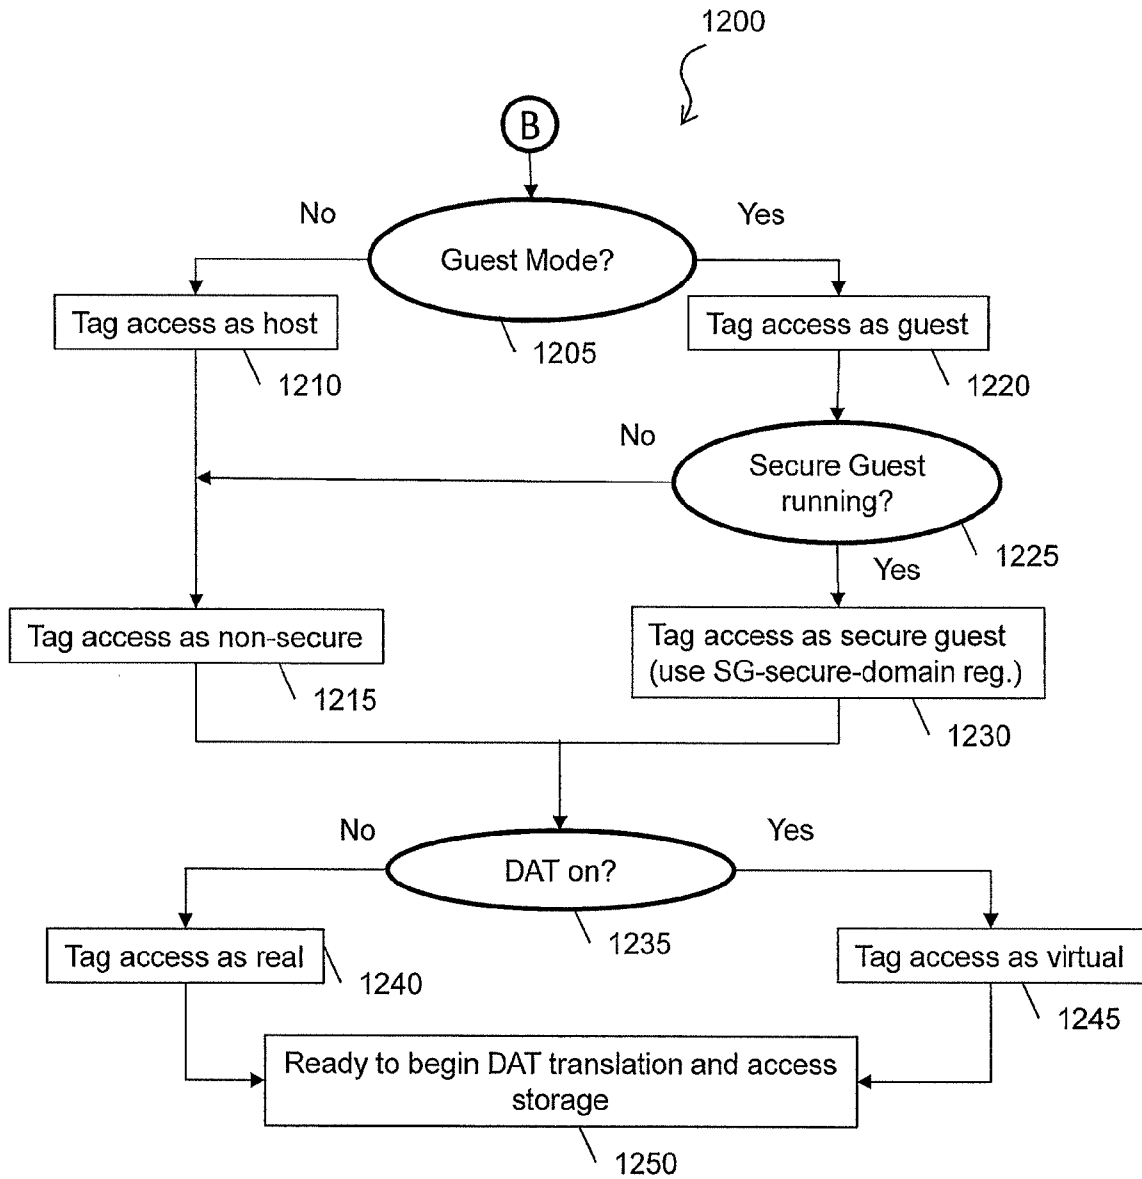 1200
B
No
Yes
Guest Mode?
1205
Tag access as host
1210
Tag access as guest
1220
No
Secure Guest
running?
1225
Yes
Tag access as non-secure
1215
Tag access as secure guest
(use SG-secure-domain reg.)
1230
No
Yes
DAT on?
1235
Tag access as real
1240
Tag access as virtual
1245
Ready to begin DAT translation and access
storage
1250